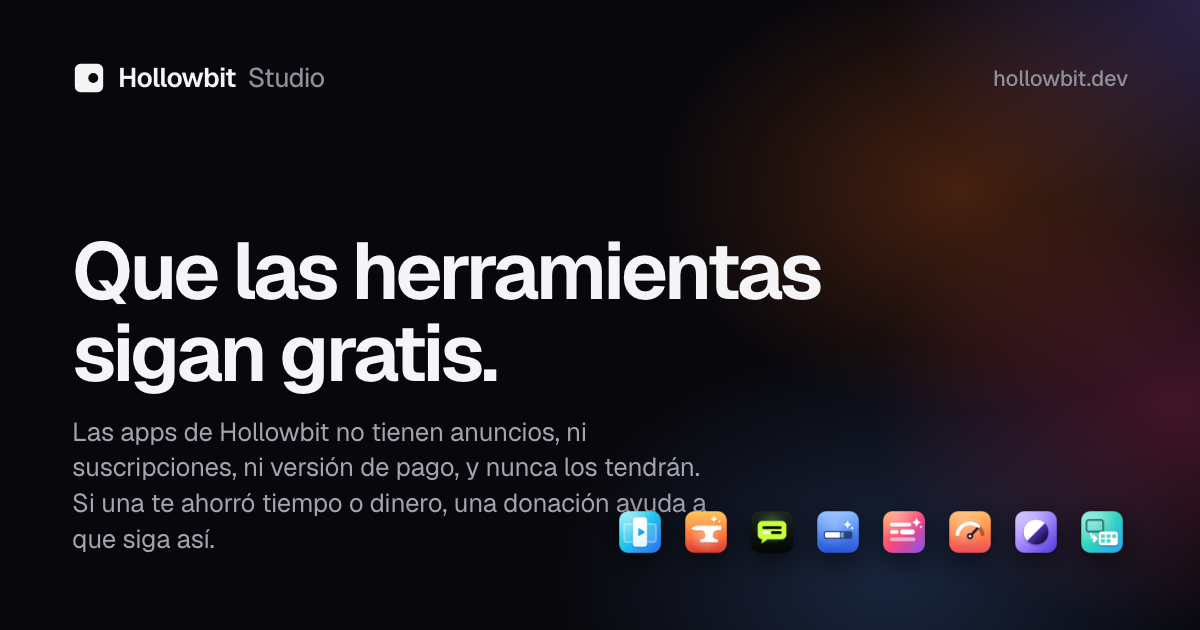 Hollowbit Studio
hollowbit.dev
Que las herramientas
sigan gratis.
Las apps de Hollowbit no tienen anuncios, ni
suscripciones, ni versión de pago, y nunca los tendrán.
Si una te ahorró tiempo o dinero, una donación ayuda a
que siga así.